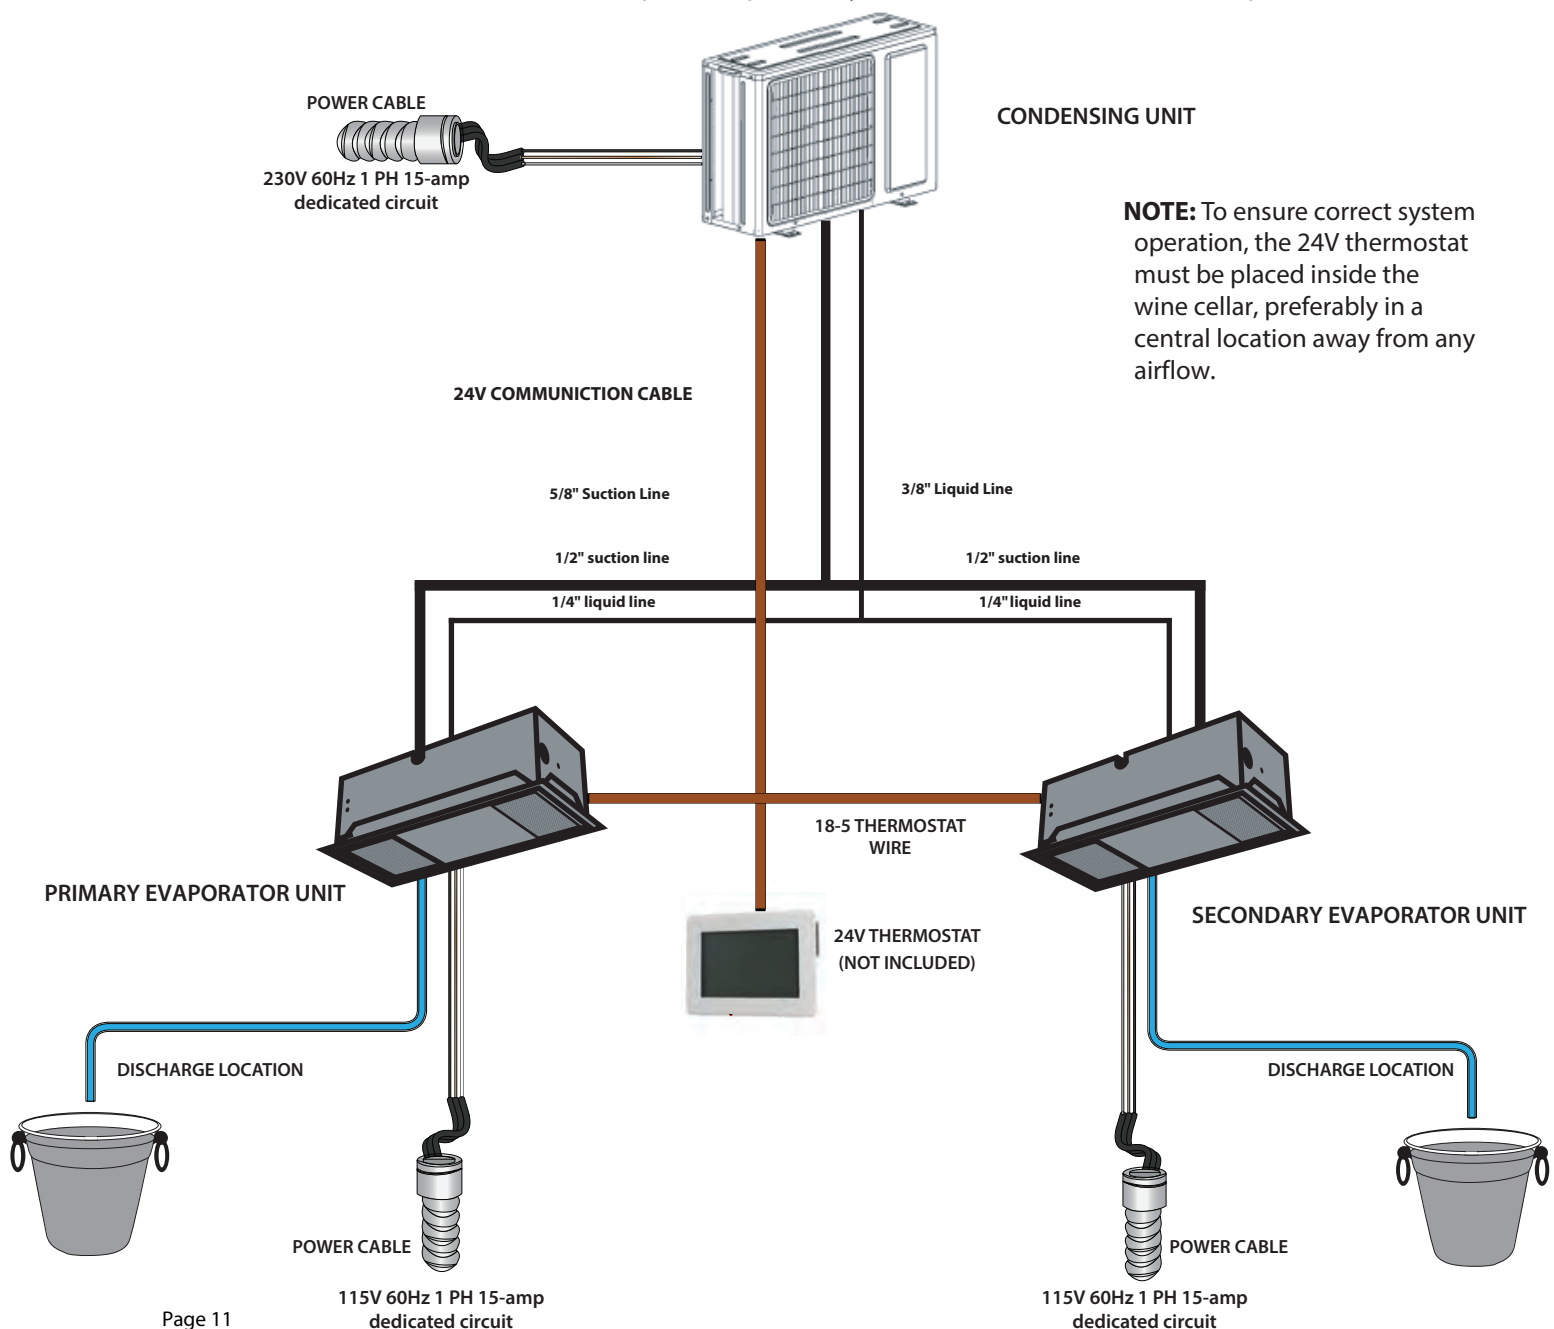 POWER CABLE
230V 60Hz 1 PH 15-amp
dedicated circuit
CONDENSING UNIT
NOTE: To ensure correct system
operation, the 24V thermostat
must be placed inside the
wine cellar, preferably in a
central location away from any
airflow.
24V COMMUNICTION CABLE
5/8" Suction Line
3/8" Liquid Line
1/2" suction line
1/2" suction line
1/4" liquid line
1/4" liquid line
18-5 THERMOSTAT
WIRE
PRIMARY EVAPORATOR UNIT
SECONDARY EVAPORATOR UNIT
24V THERMOSTAT
(NOT INCLUDED)
DISCHARGE LOCATION
DISCHARGE LOCATION
POWER CABLE
POWER CABLE
115V 60Hz 1 PH 15-amp
dedicated circuit
115V 60Hz 1 PH 15-amp
dedicated circuit
Page 11